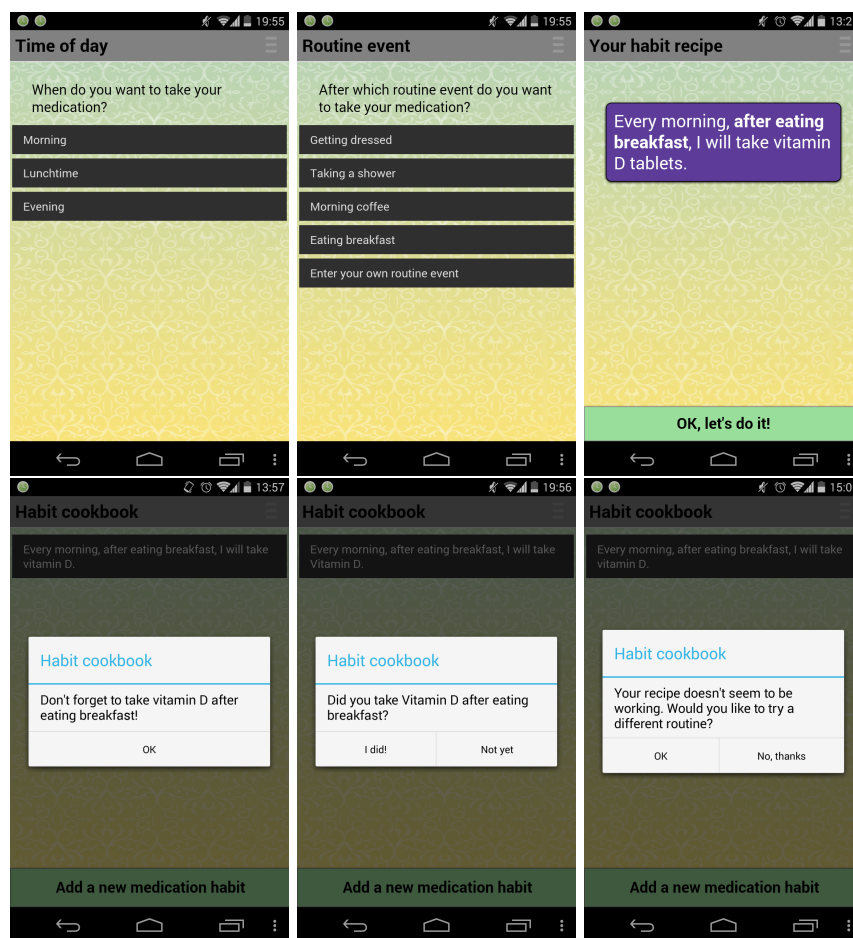 19:55
Time of day
When do you want to take your
medication?
Morning
Lunchtime
Evening
19:55
Routine event
After which routine event do you want
to take your medication?
Getting dressed
Taking a shower
Morning coffee
Eating breakfast
Enter your own routine event
13:2
Your habit recipe
Every morning, after eating
breakfast, I will take vitamin
D tablets.
OK, let's do it!
13:57
Habit cookbook
Every morning, after eating breakfast, I will take
vitamin D.
Habit cookbook
Don't forget to take vitamin D after
eating breakfast!
OK
Add a new medication habit
19:56
Habit cookbook
Every morning, after eating breakfast, I will take
Vitamin D.
Habit cookbook
Did you take Vitamin D after eating
breakfast?
I did!
Not yet
Add a new medication habit
15:0
Habit cookbook
Every morning, after eating breakfast, I will take
vitamin D.
Habit cookbook
Your recipe doesn't seem to be
working. Would you like to try a
different routine?
OK
No, thanks
Add a new medication habit